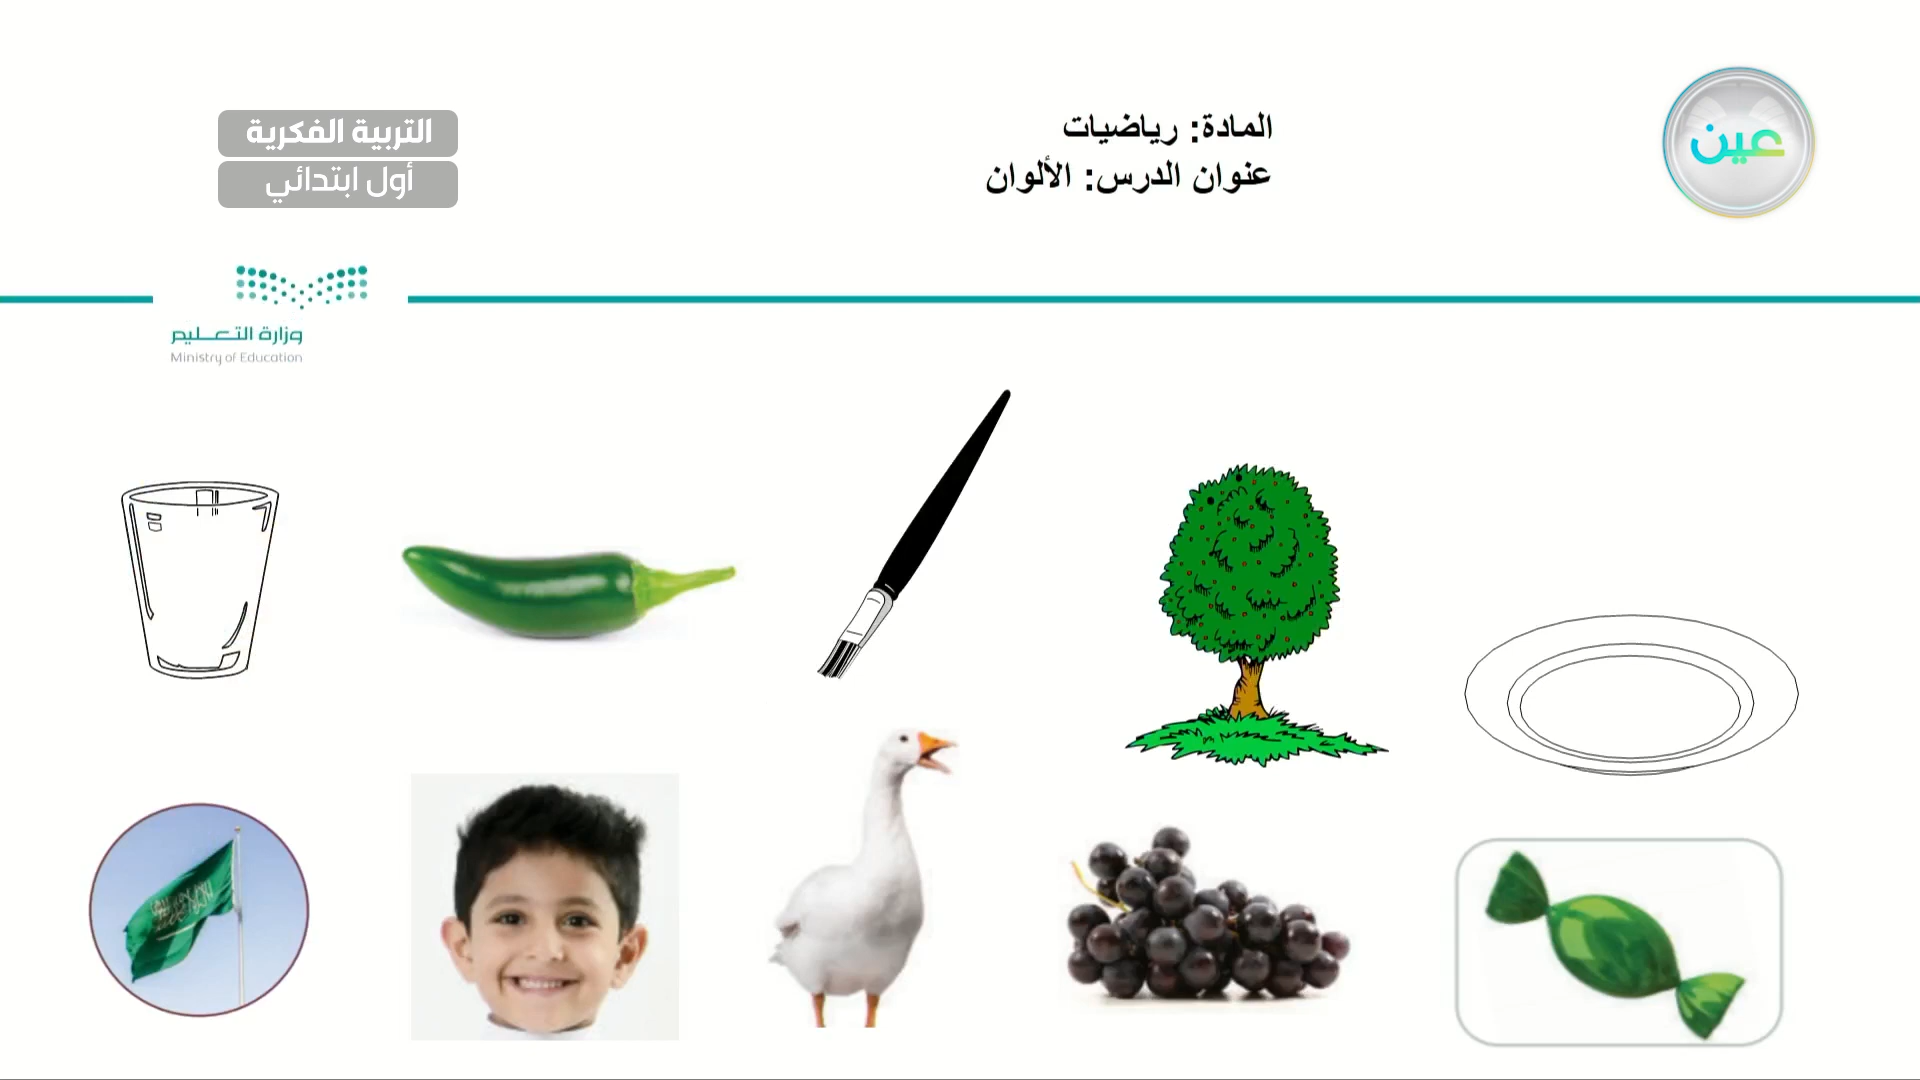 عين
المادة: رياضيات
عنوان الدرس: الألوان
التربية الفكرية
أول ابتدائي
وزارة التعليم
Ministry of Education